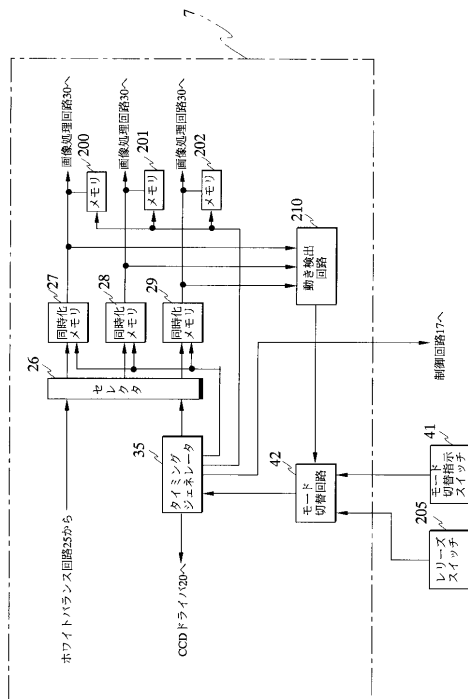 7
画像処理回路30へ
画像処理回路30へ
画像処理回路30へ
200
メモリ
201
メモリ
202
メモリ
27
同時化
メモリ
28
同時化
メモリ
29
同時化
メモリ
210
動き検出
回路
26
セレクタ
35
タイミング
ジェネレータ
42
モード
切替回路
制御回路17へ
ホワイトバランス回路25から
CCDドライバ20へ
41
モード
切替指示
スイッチ
205
レリーズ
スイッチ